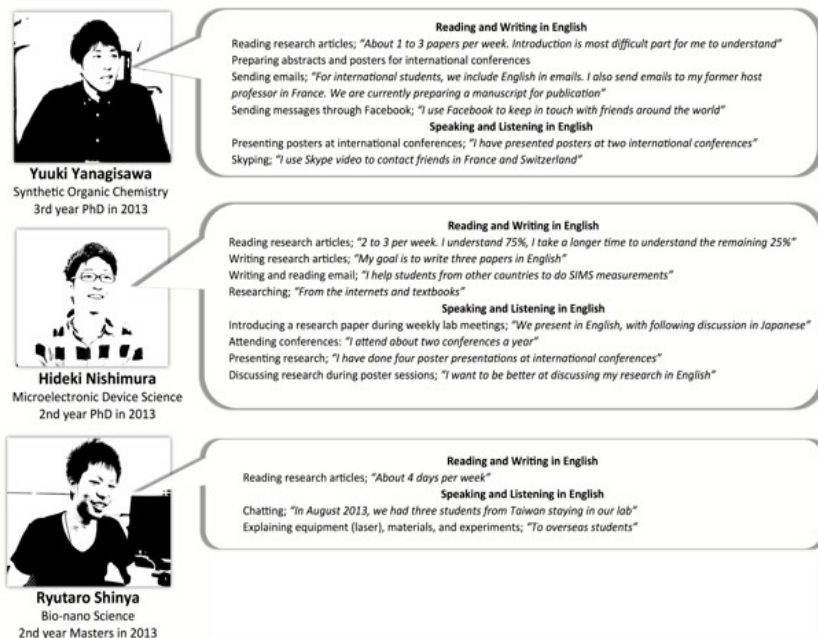 Reading and Writing in English
Reading research articles; "About 1 to 3 papers per week. Introduction is most difficult part for me to understand"
Preparing abstracts and posters for international conferences
Sending emails; "For international students, we include English in emails. I also send emails to my former host
professor in France. We are currently preparing a manuscript for publication"
Sending messages through Facebook; "I use Facebook to keep in touch with friends around the world"
Speaking and Listening in English
Presenting posters at international conferences; "I have presented posters at two international conferences"
Skyping; "I use Skype video to contact friends in France and Switzerland"
Yuuki Yanagisawa
Synthetic Organic Chemistry
3rd year PhD in 2013
Reading and Writing in English
Reading research articles; "2 to 3 per week. I understand 75%, I take a longer time to understand the remaining 25%"
Writing research articles; "My goal is to write three papers in English"
Writing and reading email; "I help students from other countries to do SIMS measurements"
Researching; "From the internets and textbooks"
Speaking and Listening in English
Introducing a research paper during weekly lab meetings; "We present in English, with following discussion in Japanese"
Attending conferences: "I attend about two conferences a year"
Presenting research; "I have done four poster presentations at international conferences"
Discussing research during poster sessions; "I want to be better at discussing my research in English"
Hideki Nishimura
Microelectronic Device Science
2nd year PhD in 2013
Reading and Writing in English
Reading research articles; "About 4 days per week"
Speaking and Listening in English
Chatting; "In August 2013, we had three students from Taiwan staying in our lab"
Explaining equipment (laser), materials, and experiments; "To overseas students"
Ryutaro Shinya
Bio-nano Science
2nd year Masters in 2013